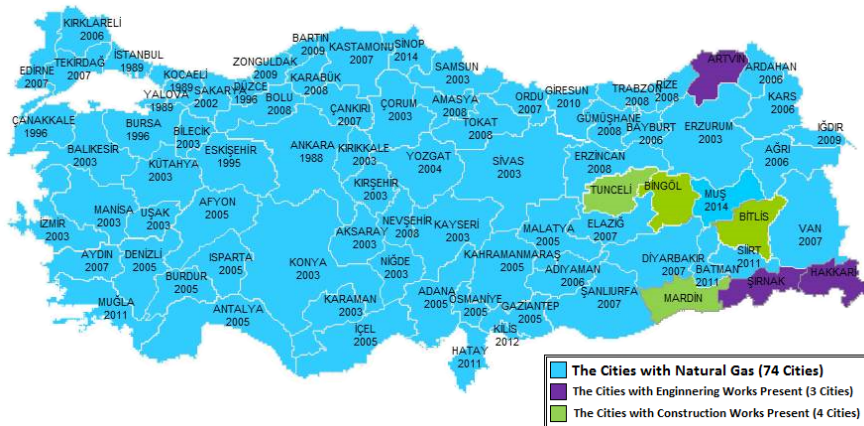 KIRKLARELİ
2006
EDİRNE
2007
TEKİRDAĞ
2007
İSTANBUL
1989
KOCAELİ
1989
YALOVA
1989
SAKARYA
2002
DÜZCE
1996
ZONGULDAK
2009
BARTIN
2009
KARABÜK
2008
BOLU
2008
KASTAMONU
2007
SİNOP
2014
SAMSUN
2003
ÇANKIRI
2007
ÇORUM
2003
AMASYA
2008
TOKAT
2008
ORDU
2007
GİRESUN
2010
TRABZON
2008
RİZE
2008
ARTVİN
ARDAHAN
2006
KARS
2006
IĞDIR
2009
GÜMÜŞHANE
2008
BAYBURT
2006
ERZURUM
2003
AĞRI
2006
ÇANAKKALE
1996
BURSA
1996
BİLECİK
2003
ESKİŞEHİR
1995
ANKARA
1988
KIRIKKALE
2003
YOZGAT
2004
SİVAS
2003
ERZİNCAN
2008
BALIKESİR
2003
KÜTAHYA
2003
KIRŞEHİR
2003
TUNCELİ
BİNGÖL
MUŞ
2014
BİTLİS
VAN
2007
İZMİR
2003
MANİSA
2003
UŞAK
2003
AFYON
2005
AKSARAY
2003
NEVŞEHİR
2008
KAYSERİ
2003
MALATYA
2005
ELAZIĞ
2007
DİYARBAKIR
2007
BATMAN
2011
SİİRT
2011
ŞIRNAK
HAKKARİ
AYDIN
2007
DENİZLİ
2005
BURDUR
2005
ISPARTA
2005
KONYA
2003
NİĞDE
2003
KAHRAMANMARAŞ
2005
ADIYAMAN
2006
ŞANLIURFA
2007
MARDİN
MUĞLA
2011
ANTALYA
2005
KARAMAN
2003
İÇEL
2005
ADANA
2005
OSMANİYE
2005
GAZİANTEP
2005
KİLİS
2012
HATAY
2011
The Cities with Natural Gas (74 Cities)
The Cities with Enginnering Works Present (3 Cities)
The Cities with Construction Works Present (4 Cities)